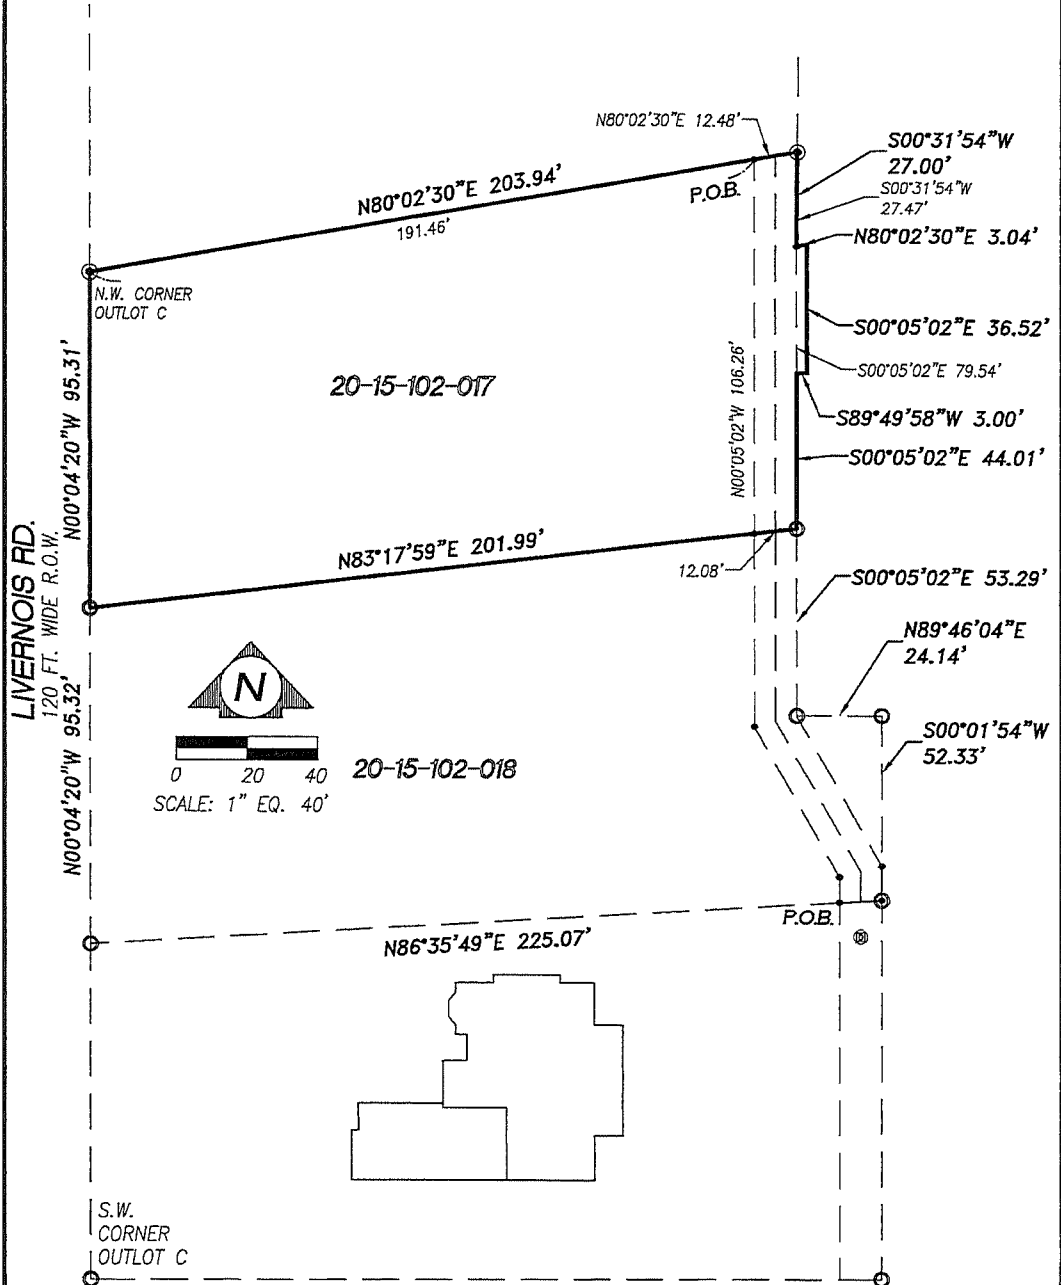 N80°02'30"E 12.48'
S00°31'54"W
27.00'
S00°31'54"W
27.47'
N80°02'30"E 203.94'
191.46'
P.O.B.
N80°02'30"E 3.04'
N.W. CORNER
OUTLOT C
S00°05'02"E 36.52'
N00°04'20"W 95.31'
20-15-102-017
N00°05'02"W 106.26'
S00°05'02"E 79.54'
S89°49'58"W 3.00'
S00°05'02"E 44.01'
N83°17'59"E 201.99'
12.08'
S00°05'02"E 53.29'
LIVERNOIS RD.
120 FT. WIDE R.O.W.
N89°46'04"E
24.14'
N
N00°04'20"W 95.32'
S00°01'54"W
52.33'
0 20 40
SCALE: 1" EQ. 40'
20-15-102-018
P.O.B.
N86°35'49"E 225.07'
S.W.
CORNER
OUTLOT C